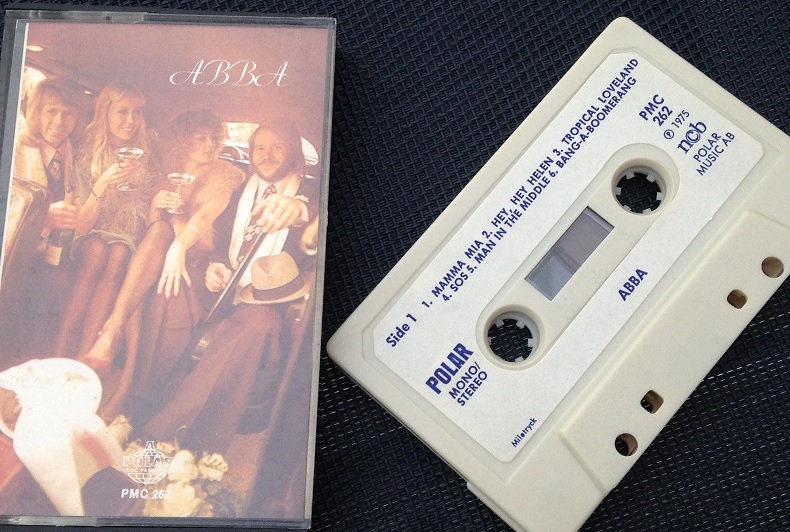 ABBA
POLAR
PMC 262
Side 1
1. MAMMA MIA 2. HEY, HEY HELEN 3. TROPICAL LOVELAND
4. SOS 5. MAN IN THE MIDDLE 6. BANG-A-BOOMERANG
PMC
262
℗ 1975
ncb
POLAR
MUSIC AB
POLAR
MONO/
STEREO
ABBA
Miletryck